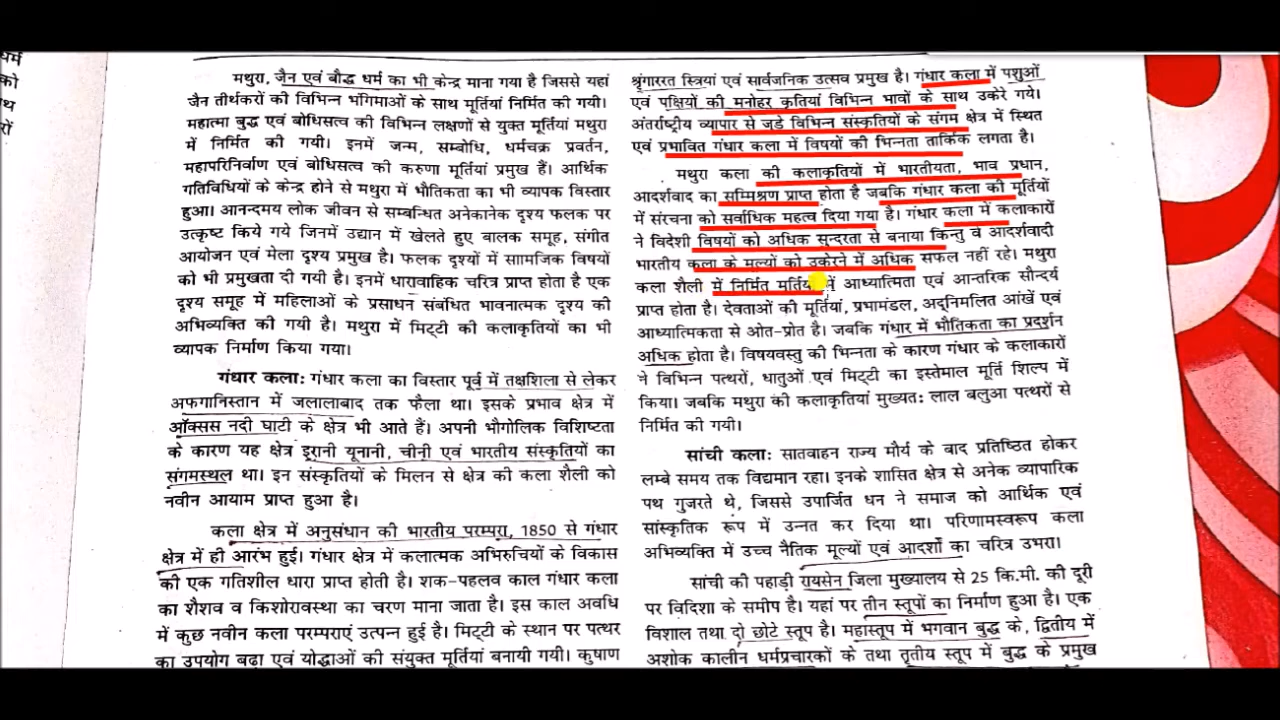 धर्म
को
मथुरा, जैन एवं बौद्ध धर्म का भी केन्द्र माना गया है जिससे यहां
जैन तीर्थकरों की विभिन्न भंगिमाओं के साथ मूर्तियां निर्मित की गयी।
महात्मा बुद्ध एवं बोधिसत्व की विभिन्न लक्षणों से युक्त मूर्तियां मथुरा
में निर्मित की गयी। इनमें जन्म, सम्बोधि, धर्मचक्र प्रवर्तन,
महापरिनिर्वाण एवं बोधिसत्व की करुणा मूर्तियां प्रमुख हैं। आर्थिक
गतिविधियों के केन्द्र होने से मथुरा में भौतिकता का भी व्यापक विस्तार
हुआ। आनन्दमय लोक जीवन से सम्बन्धित अनेकानेक दृश्य फलक पर
उत्कृष्ट किये गये जिनमें उद्यान में खेलते हुए बालक समूह, संगीत
आयोजन एवं मेला दृश्य प्रमुख है। फलक दृश्यों में साामजिक विषयों
को भी प्रमुखता दी गयी है। इनमें धारावाहिक चरित्र प्राप्त होता है एक
दृश्य समूह में महिलाओं के प्रसाधन संबंधित भावनात्मक दृश्य की
अभिव्यक्ति की गयी है। मथुरा में मिट्टी की कलाकृतियों का भी
व्यापक निर्माण किया गया।
गंधार कला: गंधार कला का विस्तार पूर्व में तक्षशिला से लेकर
अफगानिस्तान में जलालाबाद तक फैला था। इसके प्रभाव क्षेत्र में
ऑक्सस नदी घाटी के क्षेत्र भी आते हैं। अपनी भौगोलिक विशिष्टता
के कारण यह क्षेत्र इरानी यूनानी, चीनी एवं भारतीय संस्कृतियों का
संगमस्थल था। इन संस्कृतियों के मिलन से क्षेत्र की कला शैली को
नवीन आयाम प्राप्त हुआ है।
कला क्षेत्र में अनुसंधान की भारतीय परम्परा, 1850 से गंधार
क्षेत्र में ही आरंभ हुई। गंधार क्षेत्र में कलात्मक अभिरुचियों के विकास
की एक गतिशील धारा प्राप्त होती है। शक-पहलव काल गंधार कला
का शैशव व किशोरावस्था का चरण माना जाता है। इस काल अवधि
में कुछ नवीन कला परम्पराएं उत्पन्न हुई है। मिट्टी के स्थान पर पत्थर
का उपयोग बढ़ा एवं योद्धाओं की संयुक्त मूर्तियां बनायी गयी। कुषाण
श्रृंगाररत स्त्रियां एवं सार्वजनिक उत्सव प्रमुख है। गंधार कला में पशुओं
एवं पक्षियों की मनोहर कृतियां विभिन्न भावों के साथ उकेरे गये।
अंतर्राष्ट्रीय व्यापार से जुड़े विभिन्न संस्कृतियों के संगम क्षेत्र में स्थित
एवं प्रभावित गंधार कला में विषयों की भिन्नता तार्किक लगता है।
मथुरा कला की कलाकृतियों में भारतीयता, भाव प्रधान,
आदर्शवाद का सम्मिश्रण प्राप्त होता है जबकि गंधार कला की मूर्तियों
में संरचना को सर्वाधिक महत्व दिया गया है। गंधार कला में कलाकारों
ने विदेशी विषयों को अधिक सुन्दरता से बनाया किन्तु वे आदर्शवादी
भारतीय कला के मूल्यों को उकेरने में अधिक सफल नहीं रहे। मथुरा
कला शैली में निर्मित मूर्तियों में आध्यात्मिकता एवं आन्तरिक सौन्दर्य
प्राप्त होता है। देवताओं की मूर्तियां, प्रभामंडल, अद्निमलित आंखें एवं
आध्यात्मिकता से ओत-प्रोत है। जबकि गंधार में भौतिकता का प्रदर्शन
अधिक होता है। विषयवस्तु की भिन्नता के कारण गंधार के कलाकारों
ने विभिन्न पत्थरों, धातुओं एवं मिट्टी का इस्तेमाल मूर्ति शिल्प में
किया। जबकि मथुरा की कलाकृतियां मुख्यत: लाल बलुआ पत्थरों से
निर्मित की गयी।
सांची कला: सातवाहन राज्य मौर्य के बाद प्रतिष्ठित होकर
लम्बे समय तक विद्यमान रहा। इनके शासित क्षेत्र से अनेक व्यापारिक
पथ गुजरते थे, जिससे उपार्जित धन ने समाज को आर्थिक एवं
सांस्कृतिक रूप में उन्नत कर दिया था। परिणामस्वरूप कला
अभिव्यक्ति में उच्च नैतिक मूल्यों एवं आदर्शों का चरित्र उभरा।
सांची की पहाड़ी रायसेन जिला मुख्यालय से 25 कि.मी. की दूरी
पर विदिशा के समीप है। यहां पर तीन स्तूपों का निर्माण हुआ है। एक
विशाल तथा दो छोटे स्तूप है। महास्तूप में भगवान बुद्ध के, द्वितीय में
अशोक कालीन धर्मप्रचारकों के तथा तृतीय स्तूप में बुद्ध के प्रमुख